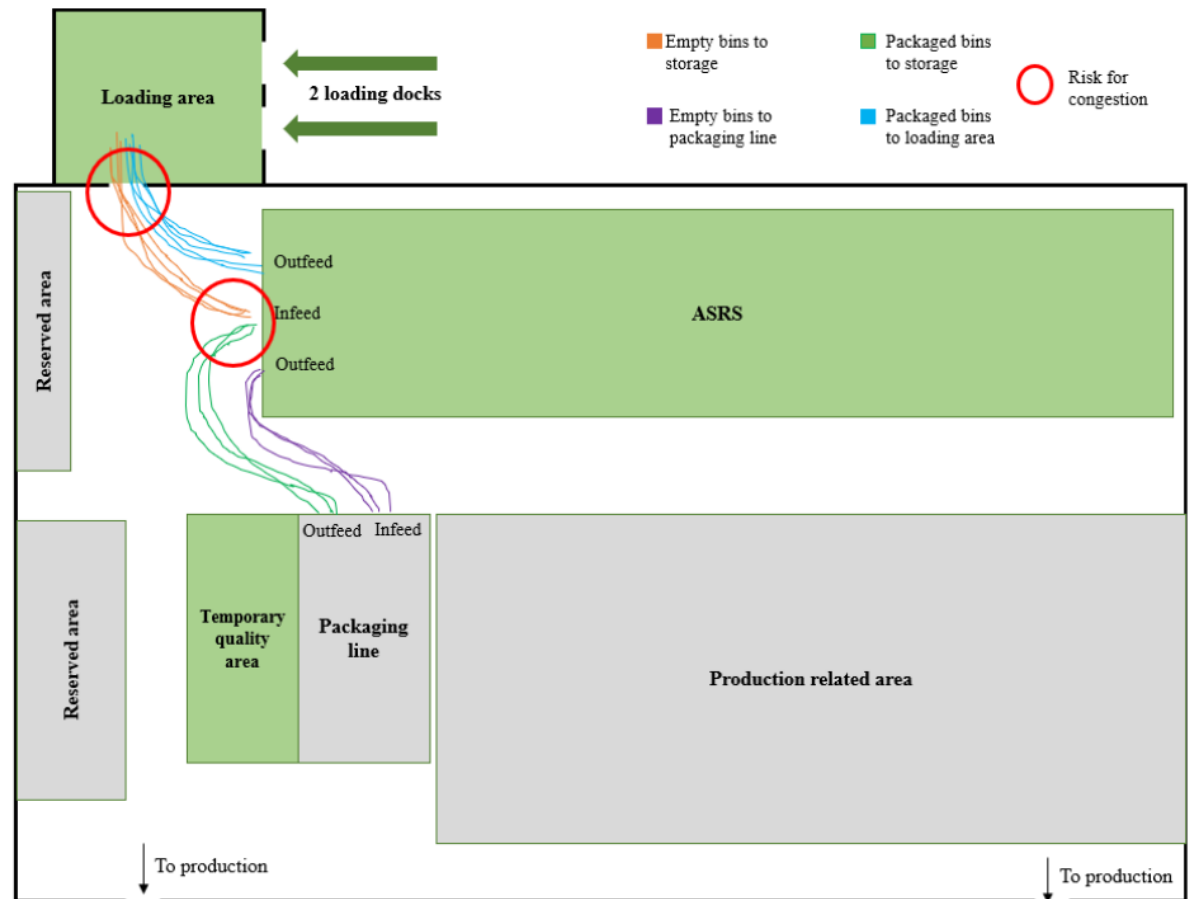 Loading area
2 loading docks
Empty bins to
storage
Packaged bins
to storage
Risk for
congestion
Empty bins to
packaging line
Packaged bins
to loading area
Reserved area
Outfeed
Infeed
Outfeed
ASRS
Reserved area
Outfeed
Infeed
Temporary
quality
area
Packaging
line
Production related area
To production
To production